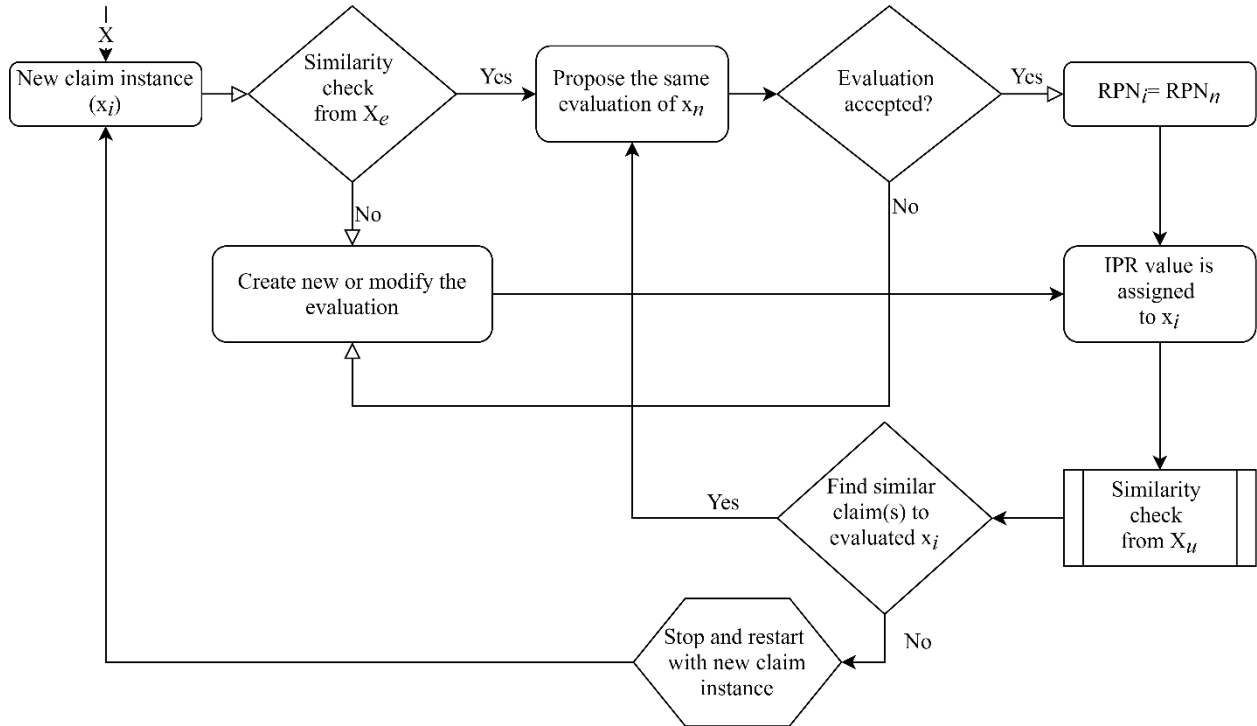 X
New claim instance
(xᵢ)
Similarity
check
from Xₑ
Yes
Propose the same
evaluation of xₙ
Evaluation
accepted?
Yes
RPNᵢ= RPNₙ
No
No
Create new or modify the
evaluation
IPR value is
assigned
to xᵢ
Yes
Find similar
claim(s) to
evaluated xᵢ
Similarity
check
from Xᵤ
No
Stop and restart
with new claim
instance